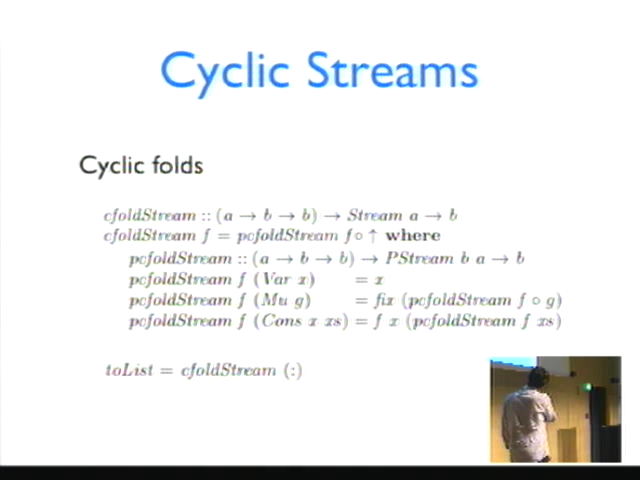 Cyclic Streams
Cyclic folds
cfoldStream :: (a → b → b) → Stream a → b
cfoldStream f = pcfoldStream f ∘ ↑ where
pcfoldStream :: (a → b → b) → PStream b a → b
pcfoldStream f (Var x) = x
pcfoldStream f (Mu g) = fix (pcfoldStream f ∘ g)
pcfoldStream f (Cons x xs) = f x (pcfoldStream f xs)
toList = cfoldStream (:)